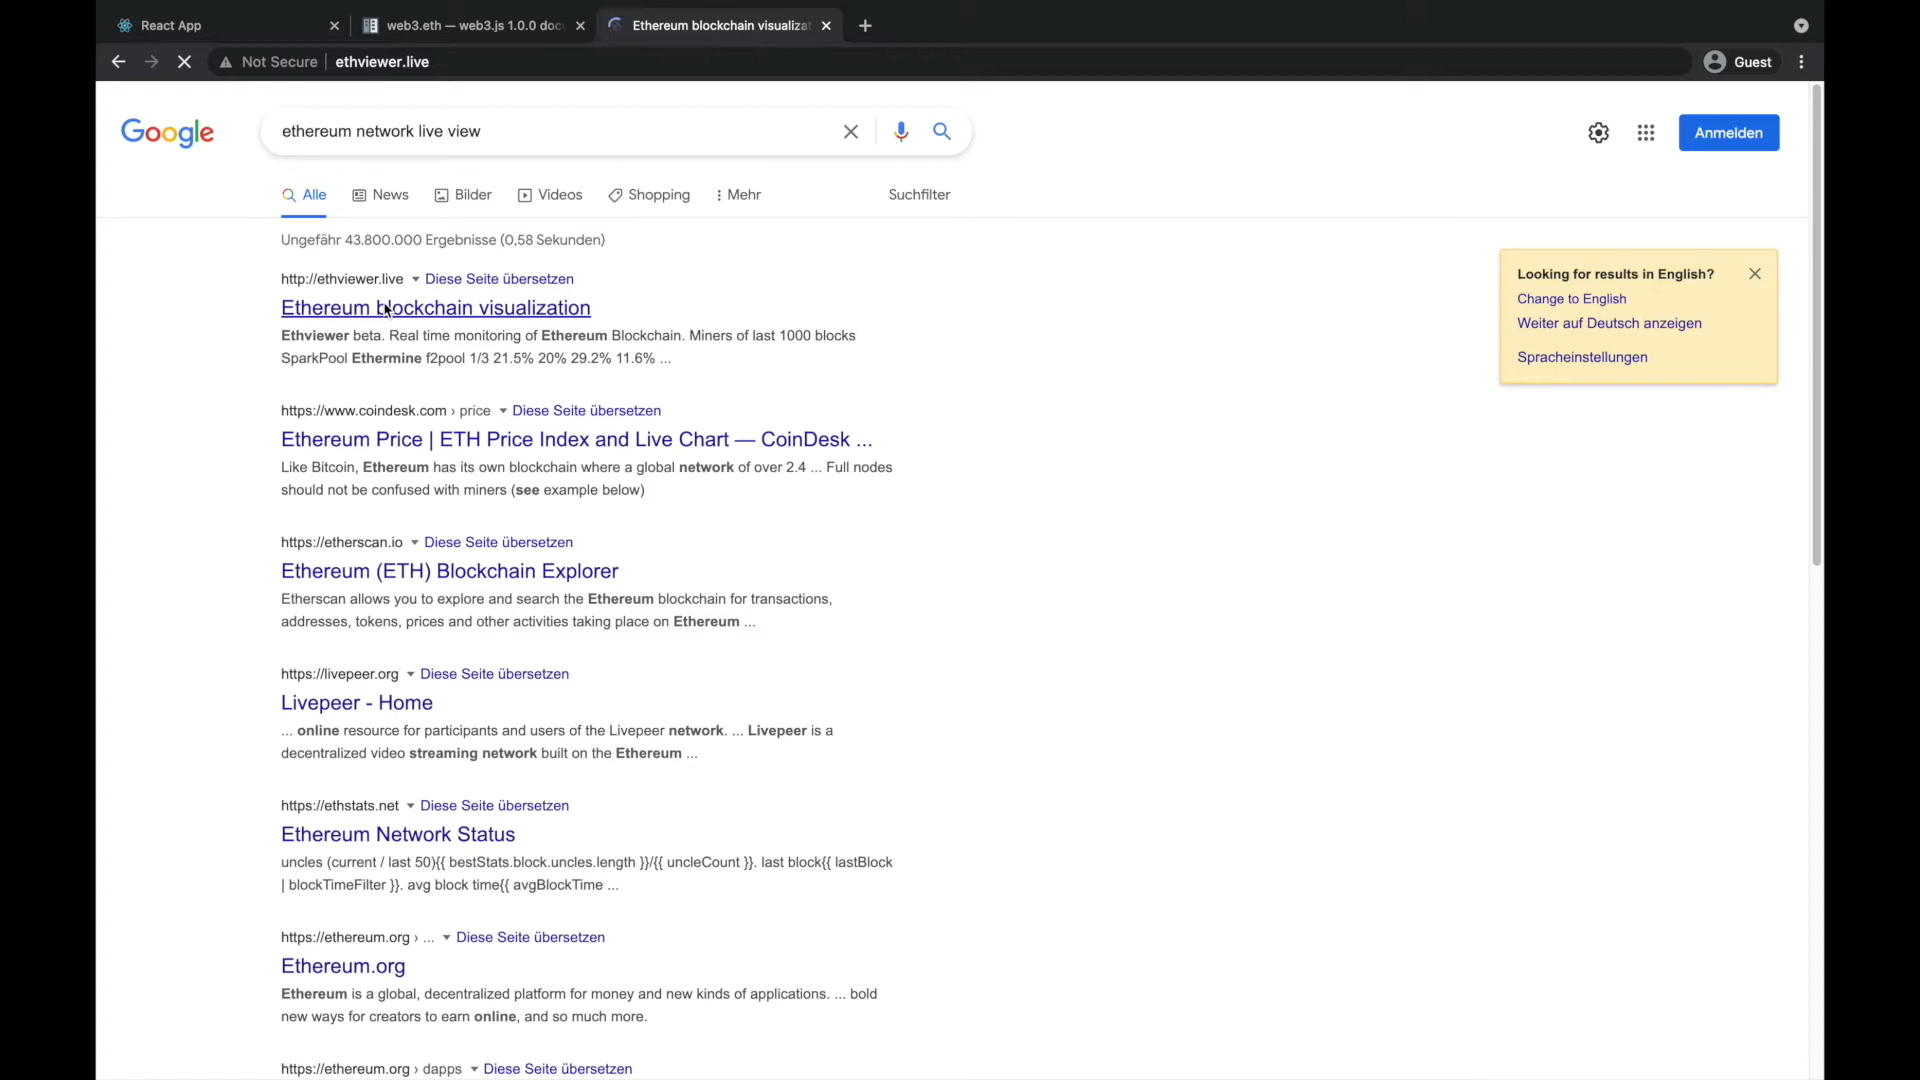 React App
web3.eth — web3.js 1.0.0 doc
Ethereum blockchain visualizat
Not Secure
ethviewer.live
Guest
Google
ethereum network live view
Anmelden
Alle
News
Bilder
Videos
Shopping
Mehr
Suchfilter
Ungefähr 43.800.000 Ergebnisse (0,58 Sekunden)
http://ethviewer.live Diese Seite übersetzen
Ethereum blockchain visualization
Ethviewer beta. Real time monitoring of Ethereum Blockchain. Miners of last 1000 blocks
SparkPool Ethermine f2pool 1/3 21.5% 20% 29.2% 11.6% ...
Looking for results in English?
Change to English
Weiter auf Deutsch anzeigen
Spracheinstellungen
https://www.coindesk.com › price Diese Seite übersetzen
Ethereum Price | ETH Price Index and Live Chart — CoinDesk ...
Like Bitcoin, Ethereum has its own blockchain where a global network of over 2.4 ... Full nodes
should not be confused with miners (see example below)
https://etherscan.io Diese Seite übersetzen
Ethereum (ETH) Blockchain Explorer
Etherscan allows you to explore and search the Ethereum blockchain for transactions,
addresses, tokens, prices and other activities taking place on Ethereum ...
https://livepeer.org Diese Seite übersetzen
Livepeer - Home
... online resource for participants and users of the Livepeer network. ... Livepeer is a
decentralized video streaming network built on the Ethereum ...
https://ethstats.net Diese Seite übersetzen
Ethereum Network Status
uncles (current / last 50){{ bestStats.block.uncles.length }}/{{ uncleCount }}. last block{{ lastBlock
| blockTimeFilter }}. avg block time{{ avgBlockTime ...
https://ethereum.org › ... Diese Seite übersetzen
Ethereum.org
Ethereum is a global, decentralized platform for money and new kinds of applications. ... bold
new ways for creators to earn online, and so much more.
https://ethereum.org › dapps Diese Seite übersetzen